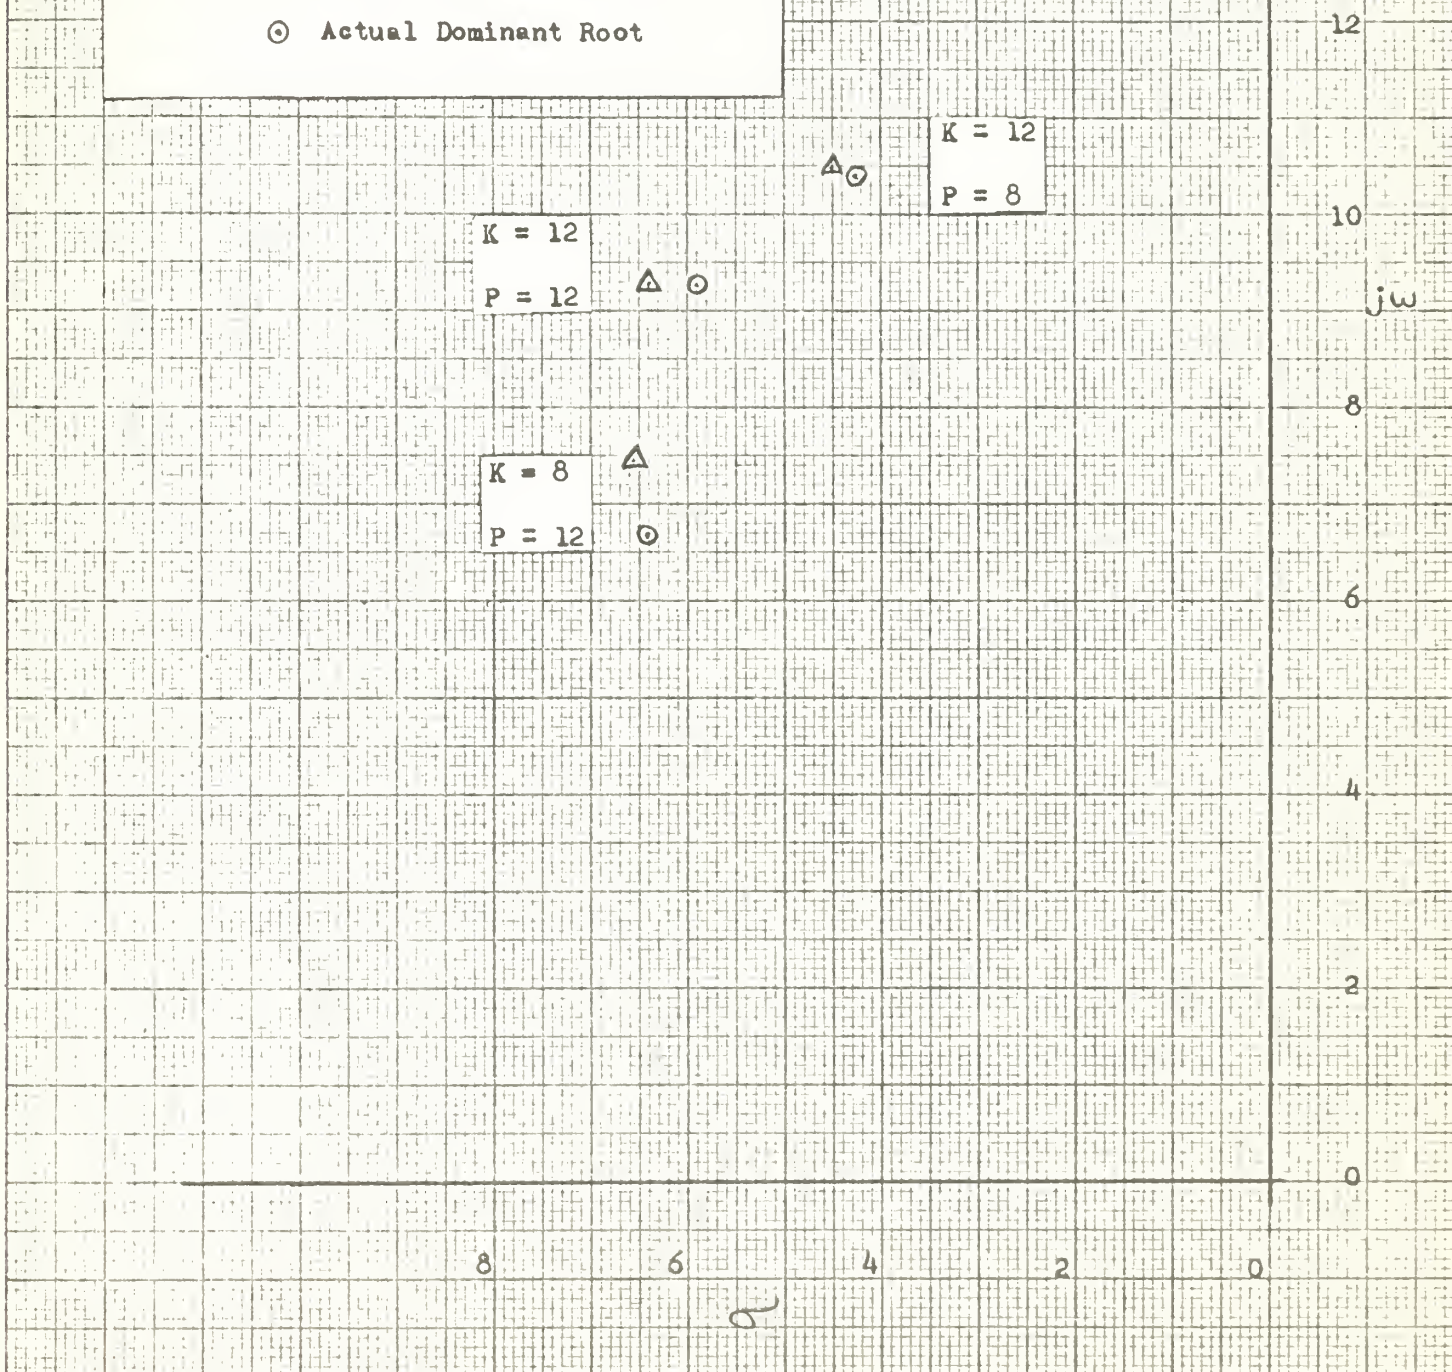 ⊙ Actual Dominant Root
12
K = 12
P = 8
10
K = 12
P = 12
jω
8
K = 8
P = 12
6
4
2
0
8 6 4 2 0
σ